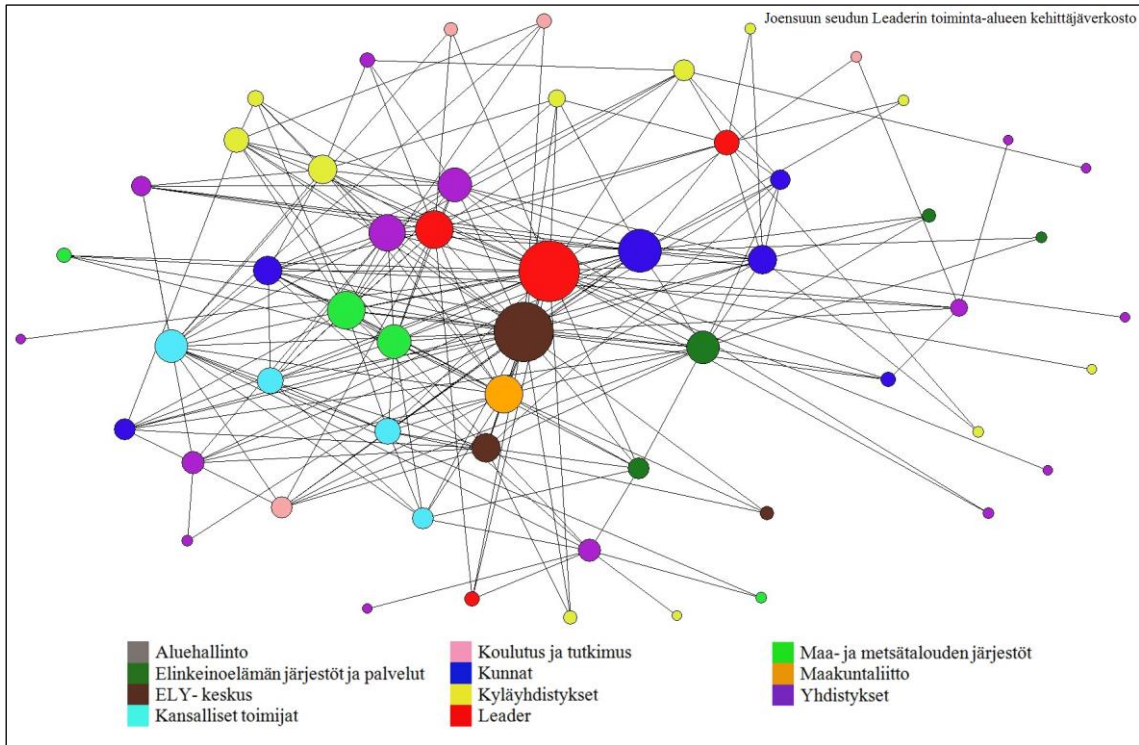 Joensuun seudun Leaderin toiminta-alueen kehittäjäverkosto
Aluehallinto
Elinkeinoelämän järjestöt ja palvelut
ELY- keskus
Kansalliset toimijat
Koulutus ja tutkimus
Kunnat
Kyläyhdistykset
Leader
Maa- ja metsätalouden järjestöt
Maakuntaliitto
Yhdistykset